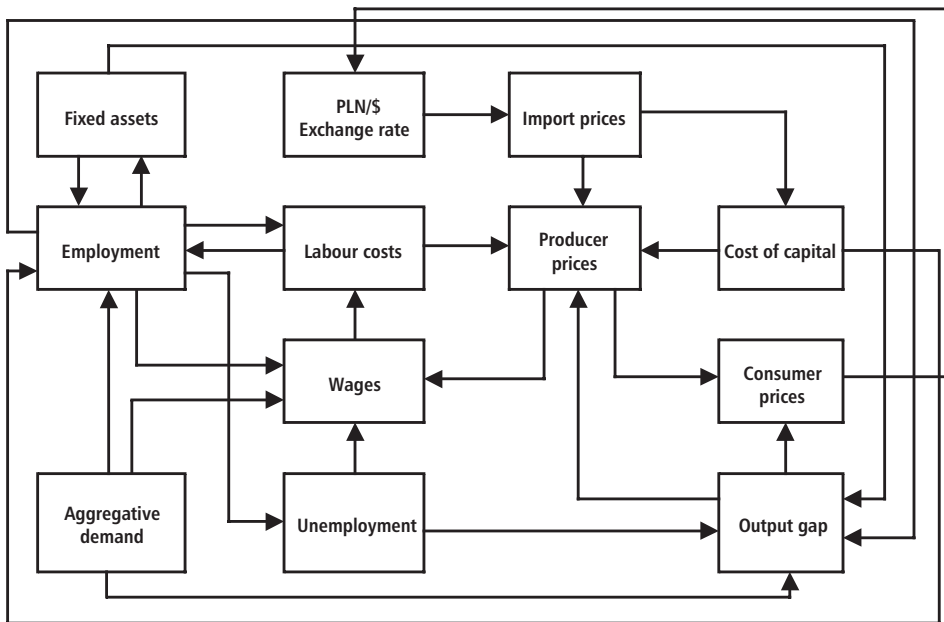 Fixed assets
PLN/$
Exchange rate
Import prices
Employment
Labour costs
Producer
prices
Cost of capital
Wages
Consumer
prices
Aggregative
demand
Unemployment
Output gap